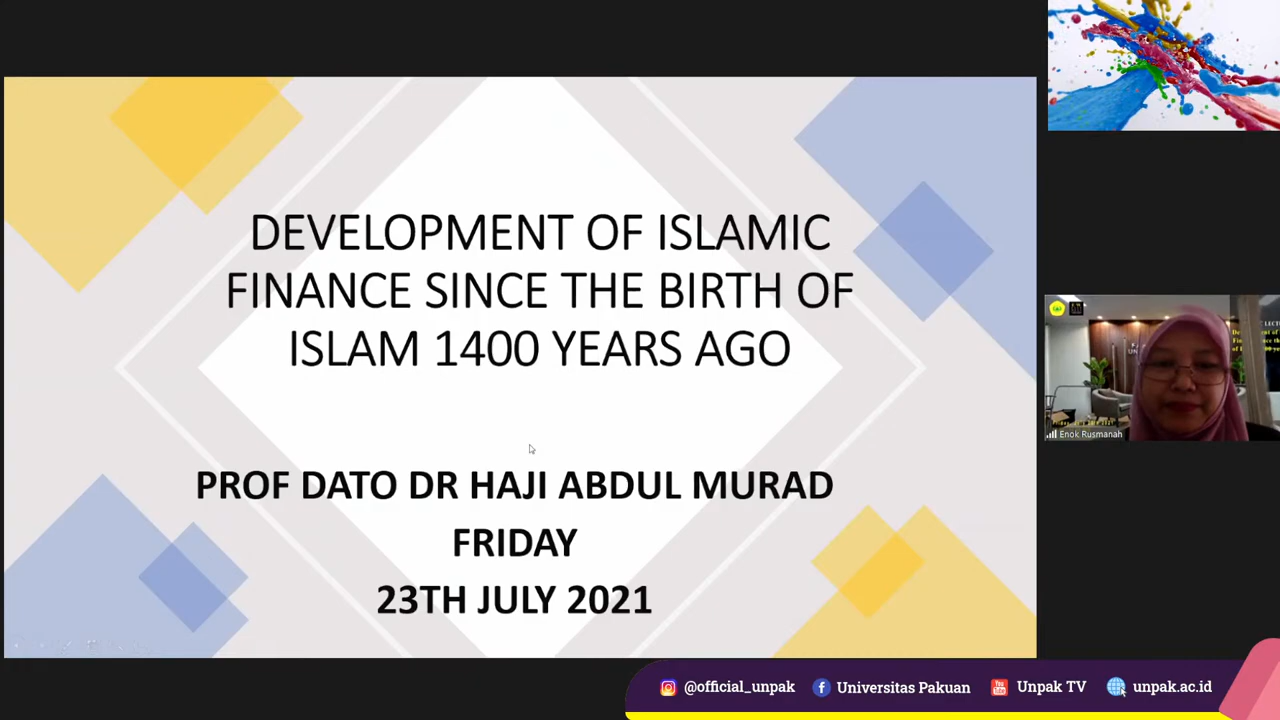 DEVELOPMENT OF ISLAMIC
FINANCE SINCE THE BIRTH OF
ISLAM 1400 YEARS AGO
PROF DATO DR HAJI ABDUL MURAD
FRIDAY
23TH JULY 2021
Enok Rusmanah
@official_unpak
Universitas Pakuan
Unpak TV
unpak.ac.id